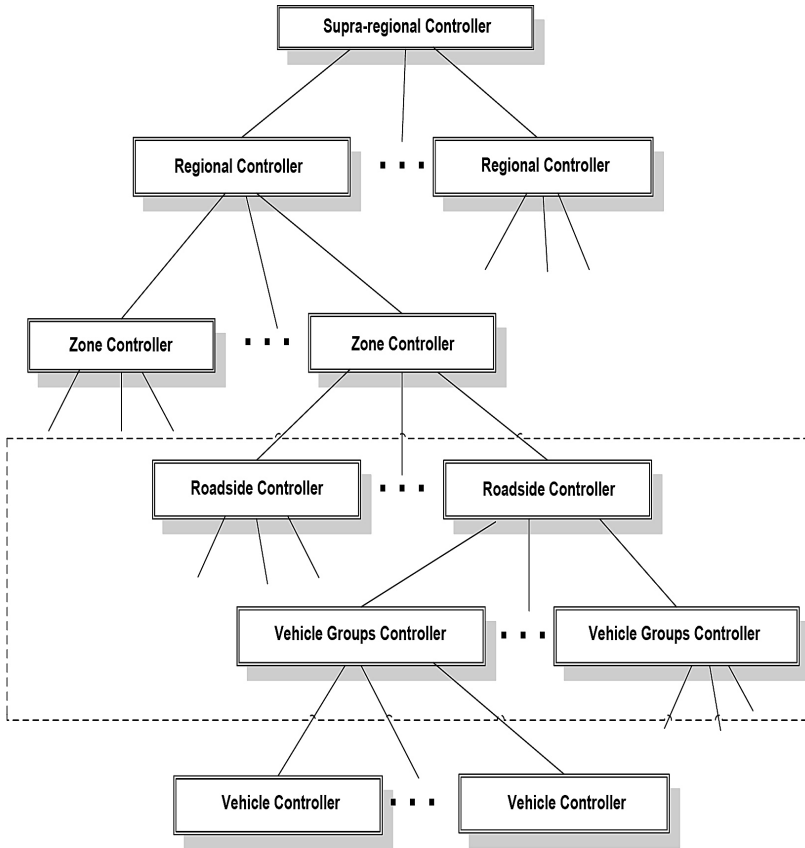 Supra-regional Controller
Regional Controller
Regional Controller
Zone Controller
Zone Controller
Roadside Controller
Roadside Controller
Vehicle Groups Controller
Vehicle Groups Controller
Vehicle Controller
Vehicle Controller